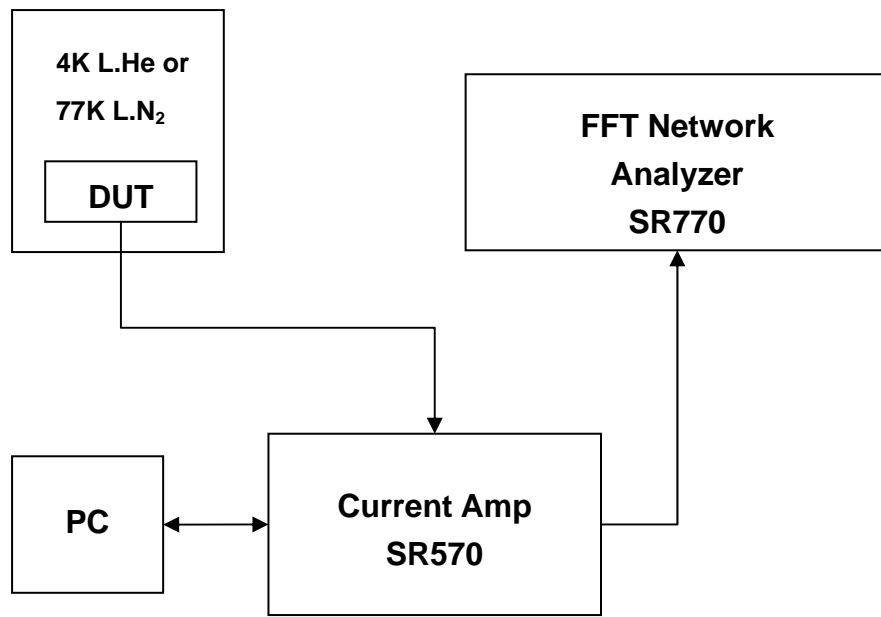 4K L.He or
77K L.N₂
DUT
FFT Network
Analyzer
SR770
PC
Current Amp
SR570